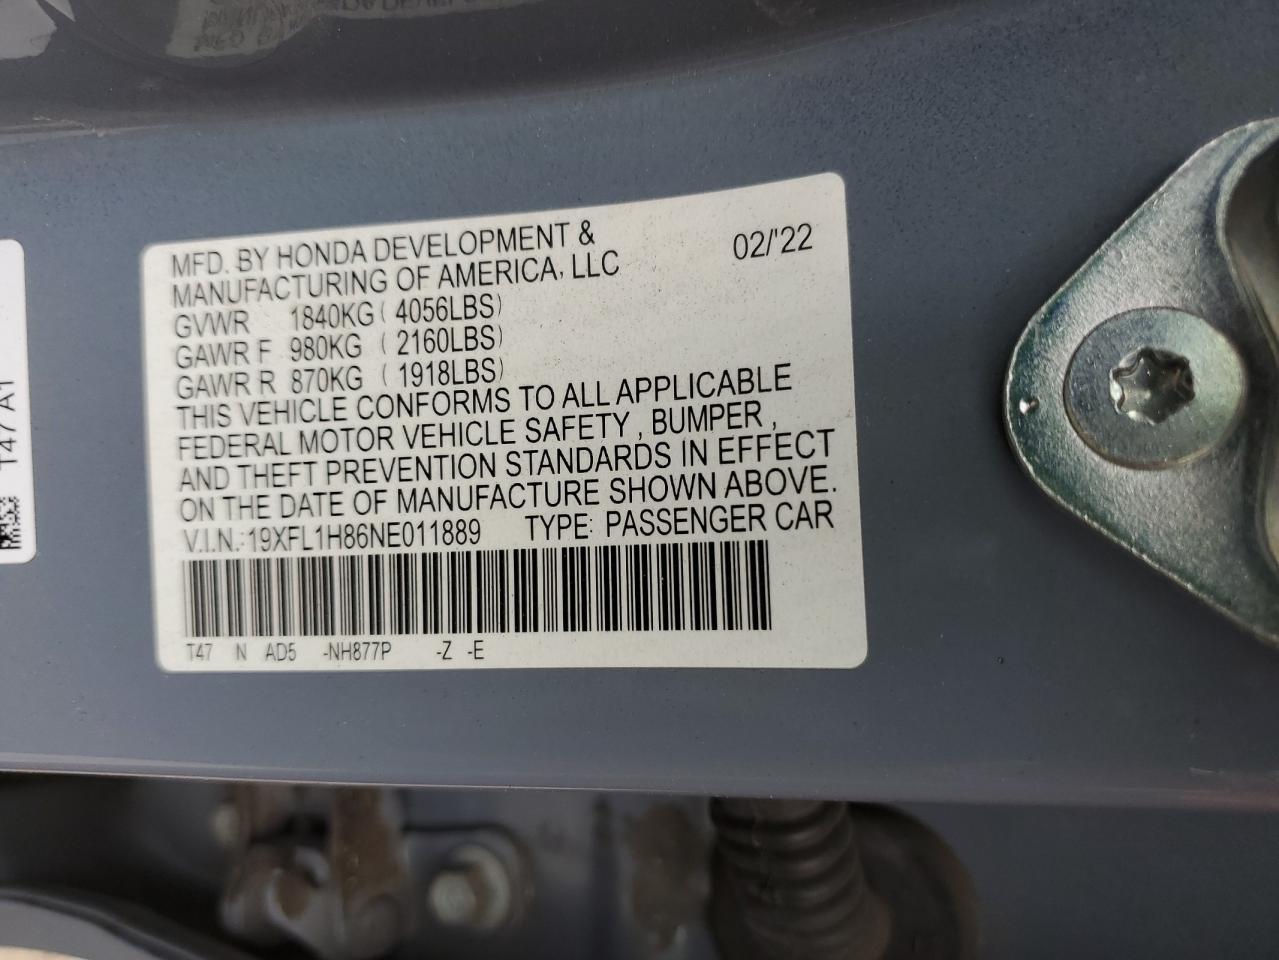 MFD. BY HONDA DEVELOPMENT &
MANUFACTURING OF AMERICA, LLC
02/'22
GVWR 1840KG ( 4056LBS)
GAWR F 980KG ( 2160LBS)
GAWR R 870KG ( 1918LBS)
THIS VEHICLE CONFORMS TO ALL APPLICABLE
FEDERAL MOTOR VEHICLE SAFETY , BUMPER ,
AND THEFT PREVENTION STANDARDS IN EFFECT
ON THE DATE OF MANUFACTURE SHOWN ABOVE.
V.I.N.:19XFL1H86NE011889 TYPE: PASSENGER CAR
T47 N AD5 -NH877P -Z -E
T47 A1